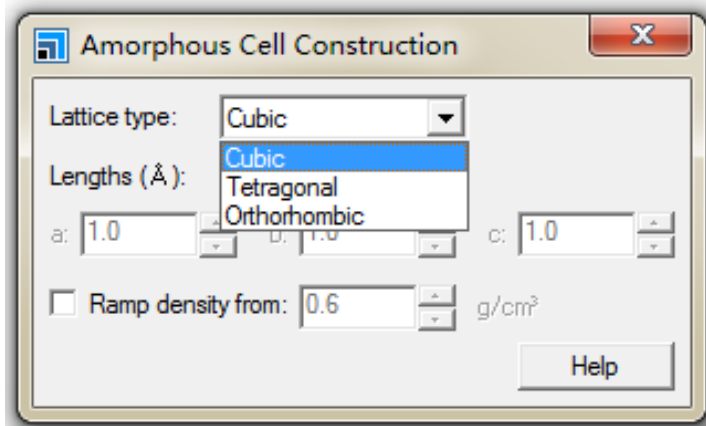 Amorphous Cell Construction
Lattice type: Cubic
Cubic
Lengths (Å):
Tetragonal
Orthorhombic
a: 1.0 c: 1.0
Ramp density from: 0.6 g/cm³
Help